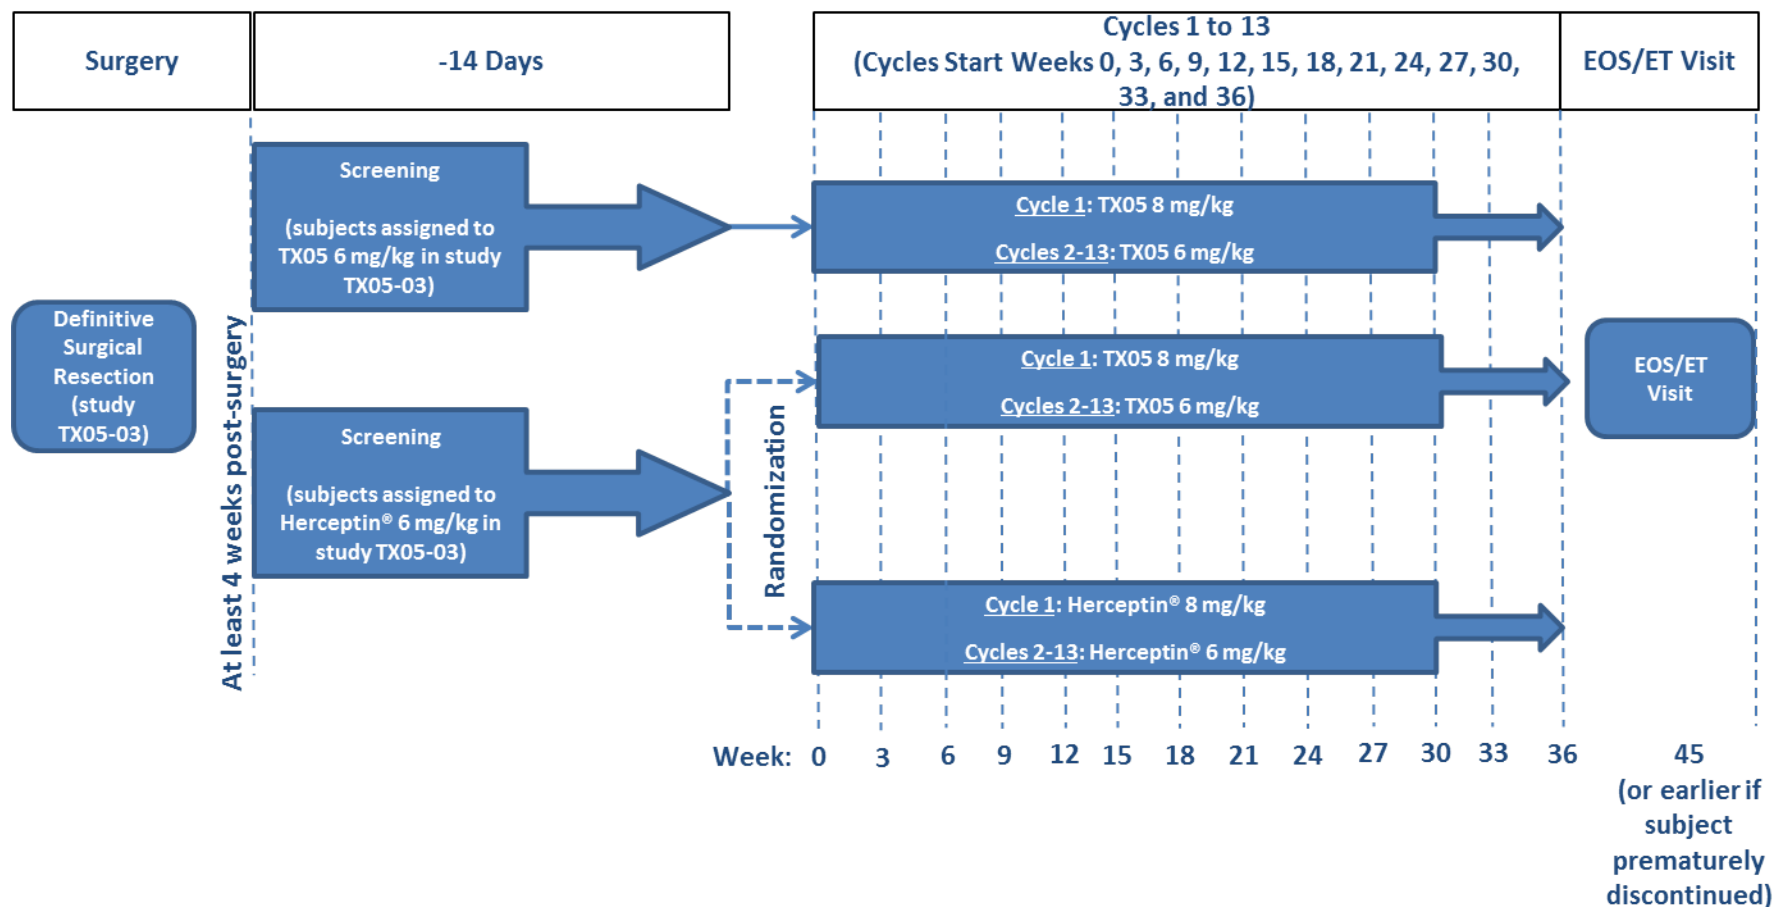 Surgery
-14 Days
Cycles 1 to 13
(Cycles Start Weeks 0, 3, 6, 9, 12, 15, 18, 21, 24, 27, 30,
33, and 36)
EOS/ET Visit
Definitive
Surgical
Resection
(study
TX05-03)
At least 4 weeks post-surgery
Screening
(subjects assigned to
TX05 6 mg/kg in study
TX05-03)
Screening
(subjects assigned to
Herceptin® 6 mg/kg in
study TX05-03)
Randomization
Cycle 1: TX05 8 mg/kg
Cycles 2-13: TX05 6 mg/kg
Cycle 1: TX05 8 mg/kg
Cycles 2-13: TX05 6 mg/kg
Cycle 1: Herceptin® 8 mg/kg
Cycles 2-13: Herceptin® 6 mg/kg
EOS/ET
Visit
Week: 0 3 6 9 12 15 18 21 24 27 30 33 36 45
(or earlier if
subject
prematurely
discontinued)